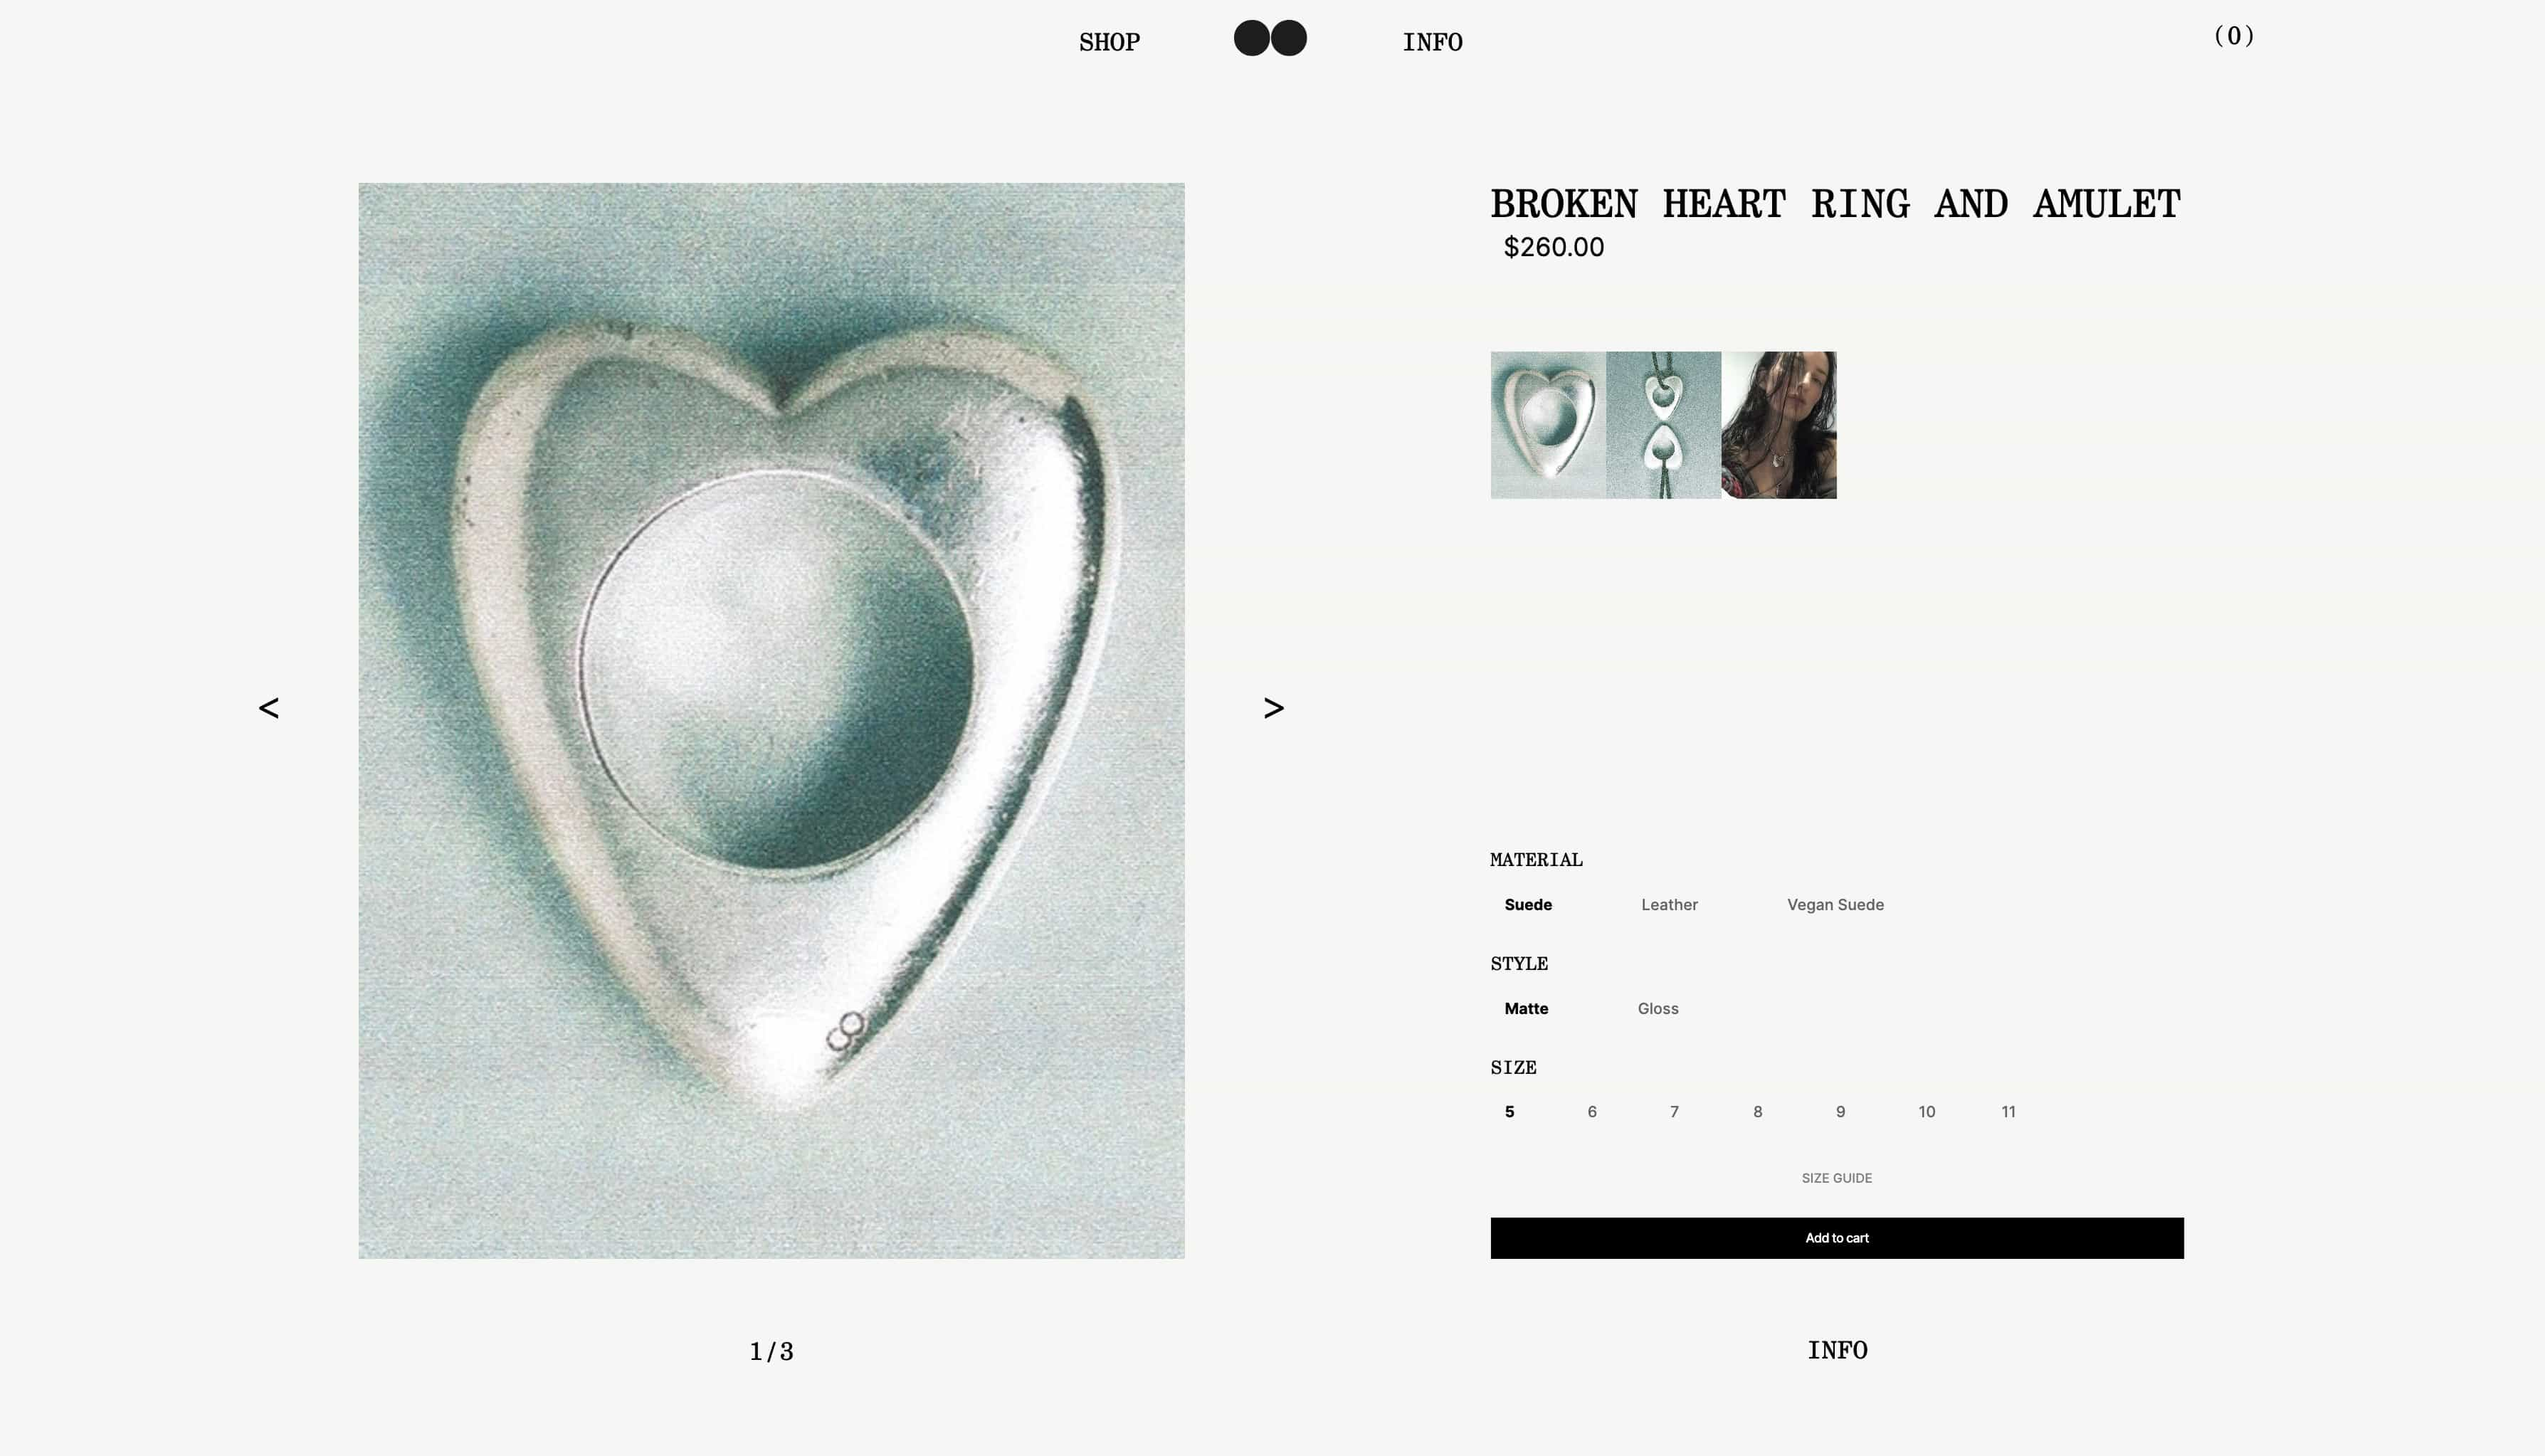 SHOP INFO (0)
BROKEN HEART RING AND AMULET
$260.00
< >
MATERIAL
Suede Leather Vegan Suede
STYLE
Matte Gloss
SIZE
5 6 7 8 9 10 11
SIZE GUIDE
Add to cart
1/3
INFO